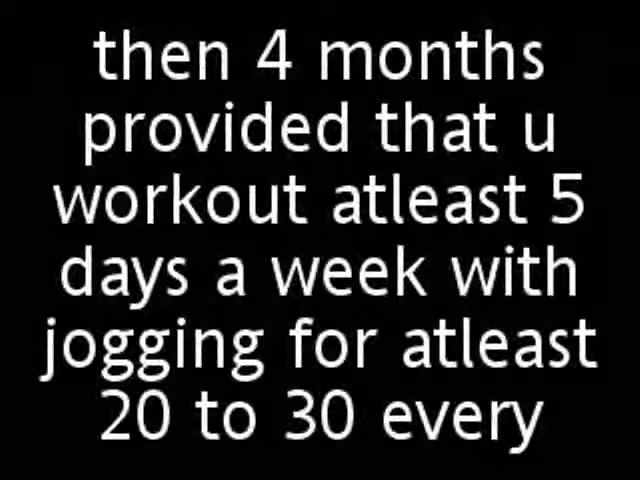 then 4 months
provided that u
workout atleast 5
days a week with
jogging for atleast
20 to 30 every